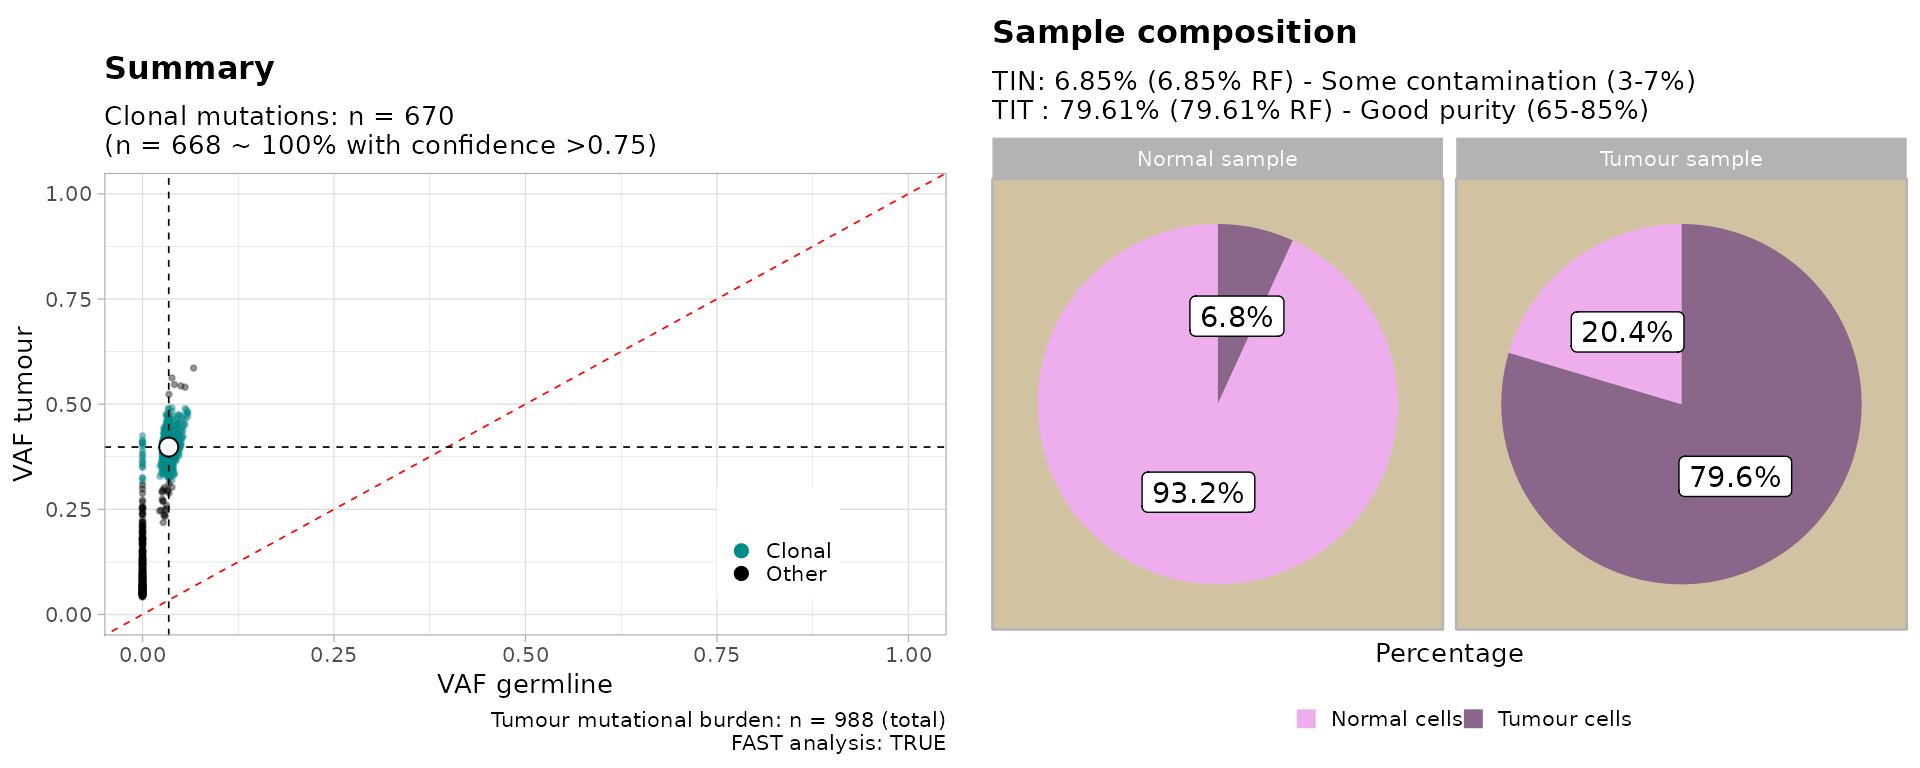 Summary
Clonal mutations: n = 670
(n = 668 ~ 100% with confidence >0.75)
1.00
0.75
0.50
0.25
0.00
VAF tumour
0.00
0.25
0.50
0.75
1.00
VAF germline
Clonal
Other
Tumour mutational burden: n = 988 (total)
FAST analysis: TRUE
Sample composition
TIN: 6.85% (6.85% RF) - Some contamination (3-7%)
TIT : 79.61% (79.61% RF) - Good purity (65-85%)
Normal sample
6.8%
93.2%
Tumour sample
20.4%
79.6%
Percentage
Normal cells
Tumour cells